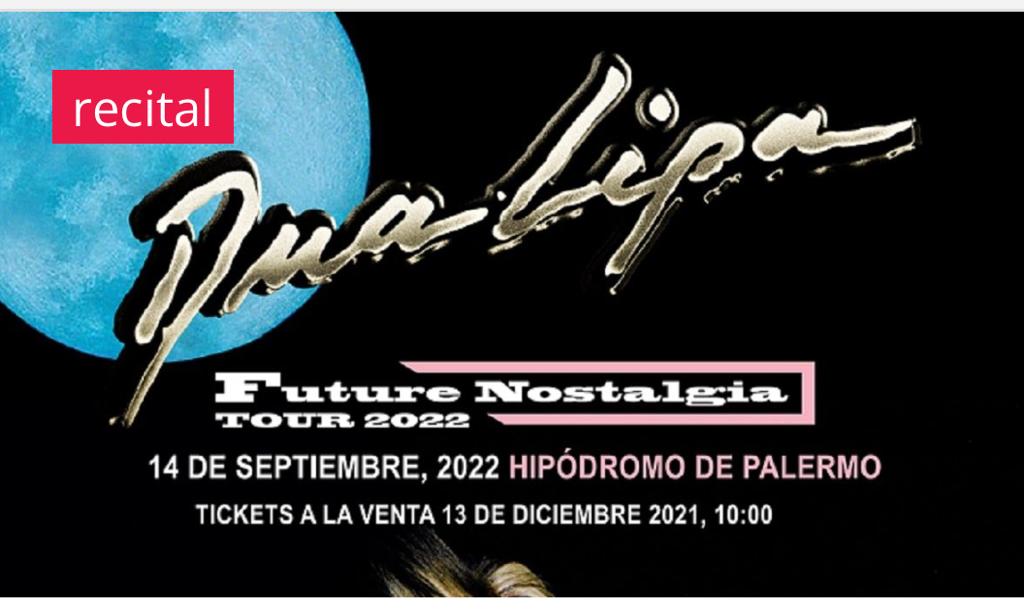 recital
Dua Lipa
Future Nostalgia
TOUR 2022
14 DE SEPTIEMBRE, 2022 HIPÓDROMO DE PALERMO
TICKETS A LA VENTA 13 DE DICIEMBRE 2021, 10:00